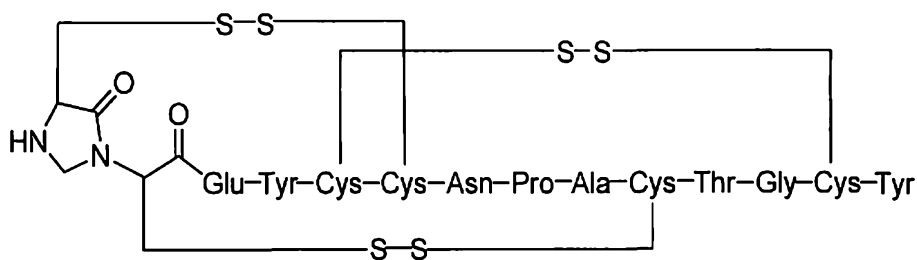 S–S
S–S
O
O
HN
N
Glu–Tyr–Cys–Cys–Asn–Pro–Ala–Cys–Thr–Gly–Cys–Tyr
S–S